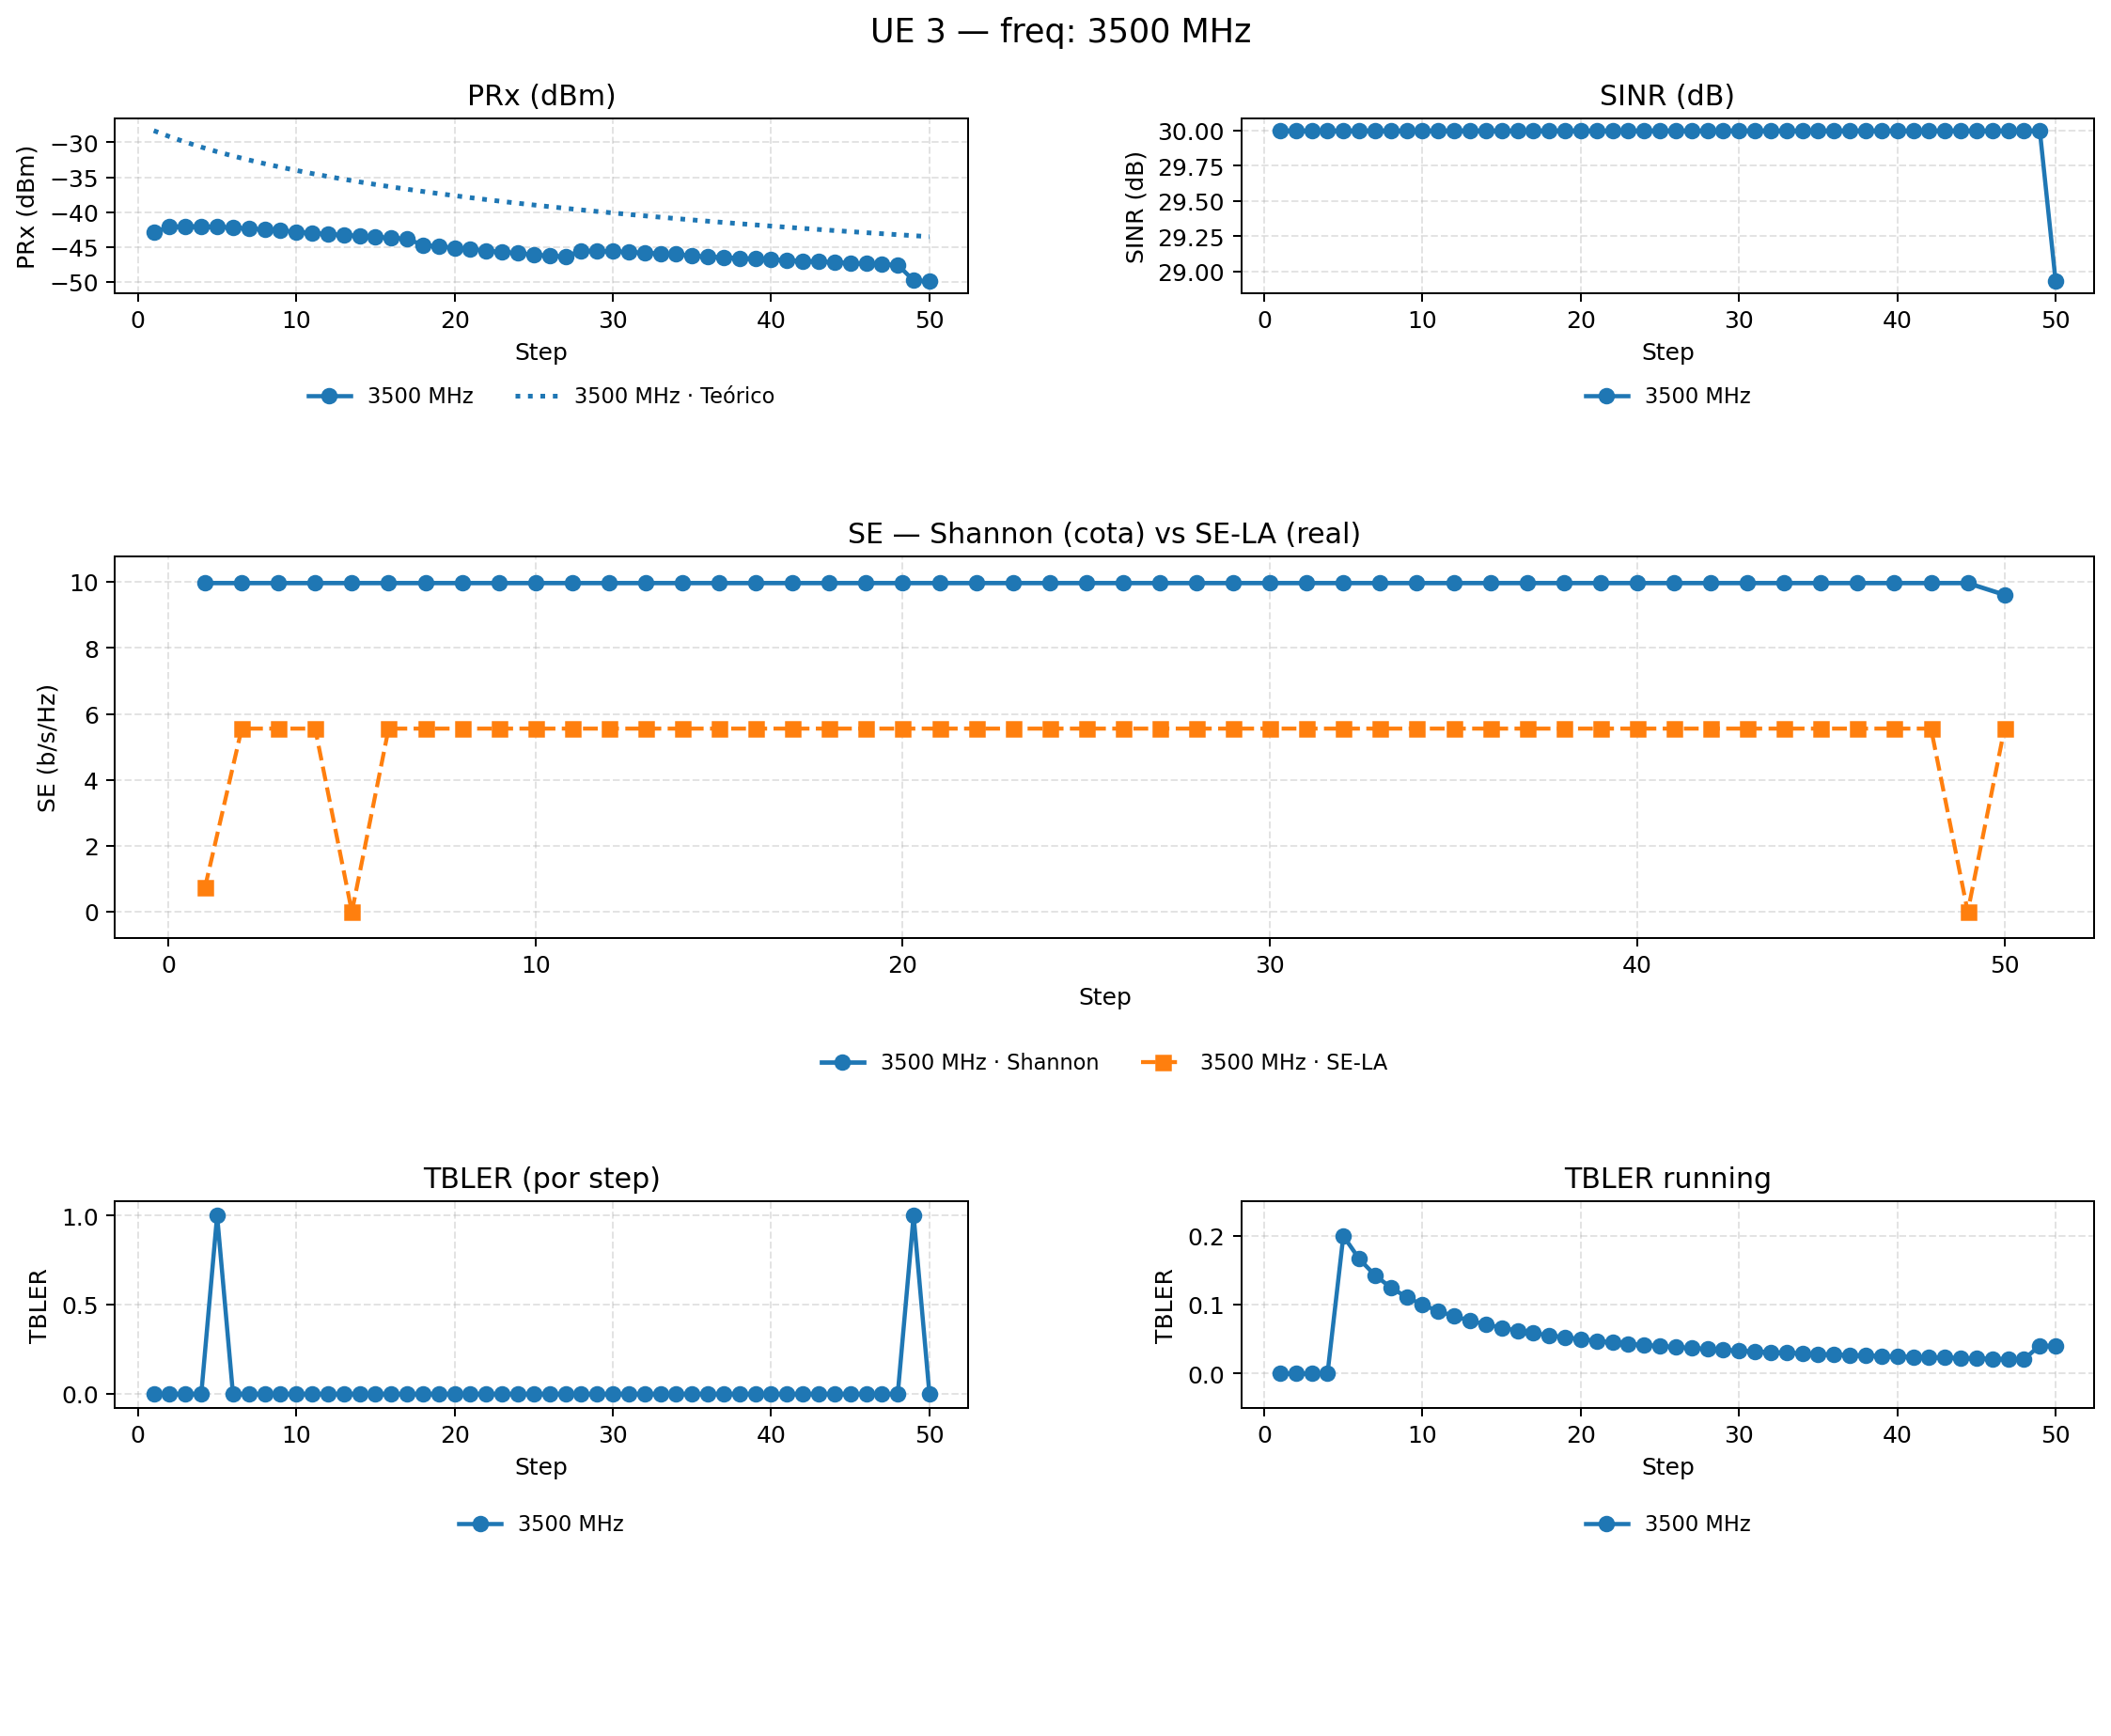 UE 3 — freq: 3500 MHz
PRx (dBm)
PRx (dBm)
−30
−35
−40
−45
−50
0 10 20 30 40 50
Step
3500 MHz 3500 MHz · Teórico
SINR (dB)
SINR (dB)
30.00
29.75
29.50
29.25
29.00
0 10 20 30 40 50
Step
3500 MHz
SE — Shannon (cota) vs SE-LA (real)
SE (b/s/Hz)
10
8
6
4
2
0
0 10 20 30 40 50
Step
3500 MHz · Shannon 3500 MHz · SE-LA
TBLER (por step)
TBLER
1.0
0.5
0.0
0 10 20 30 40 50
Step
3500 MHz
TBLER running
TBLER
0.2
0.1
0.0
0 10 20 30 40 50
Step
3500 MHz